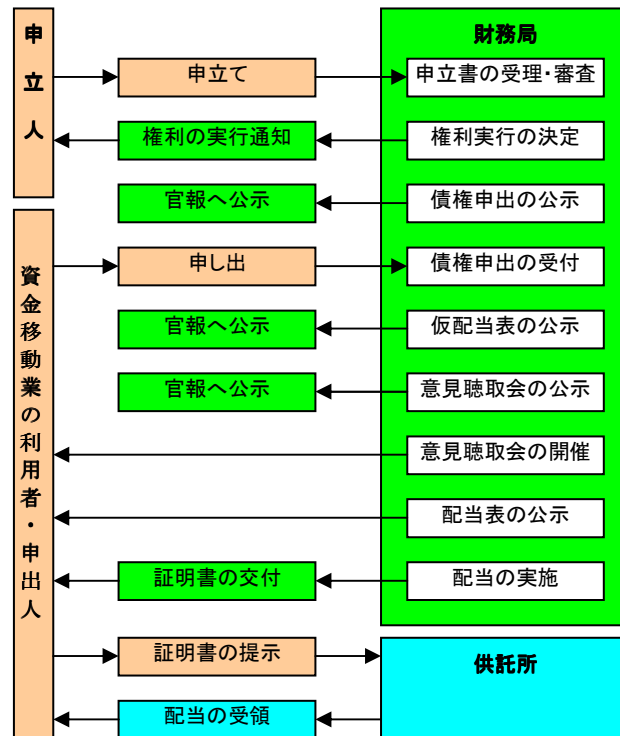 申立人
財務局
申立て
申立書の受理・審査
権利の実行通知
権利実行の決定
官報へ公示
債権申出の公示
資金移動業の利用者・申出人
申し出
債権申出の受付
官報へ公示
仮配当表の公示
官報へ公示
意見聴取会の公示
意見聴取会の開催
配当表の公示
証明書の交付
配当の実施
証明書の提示
供託所
配当の受領